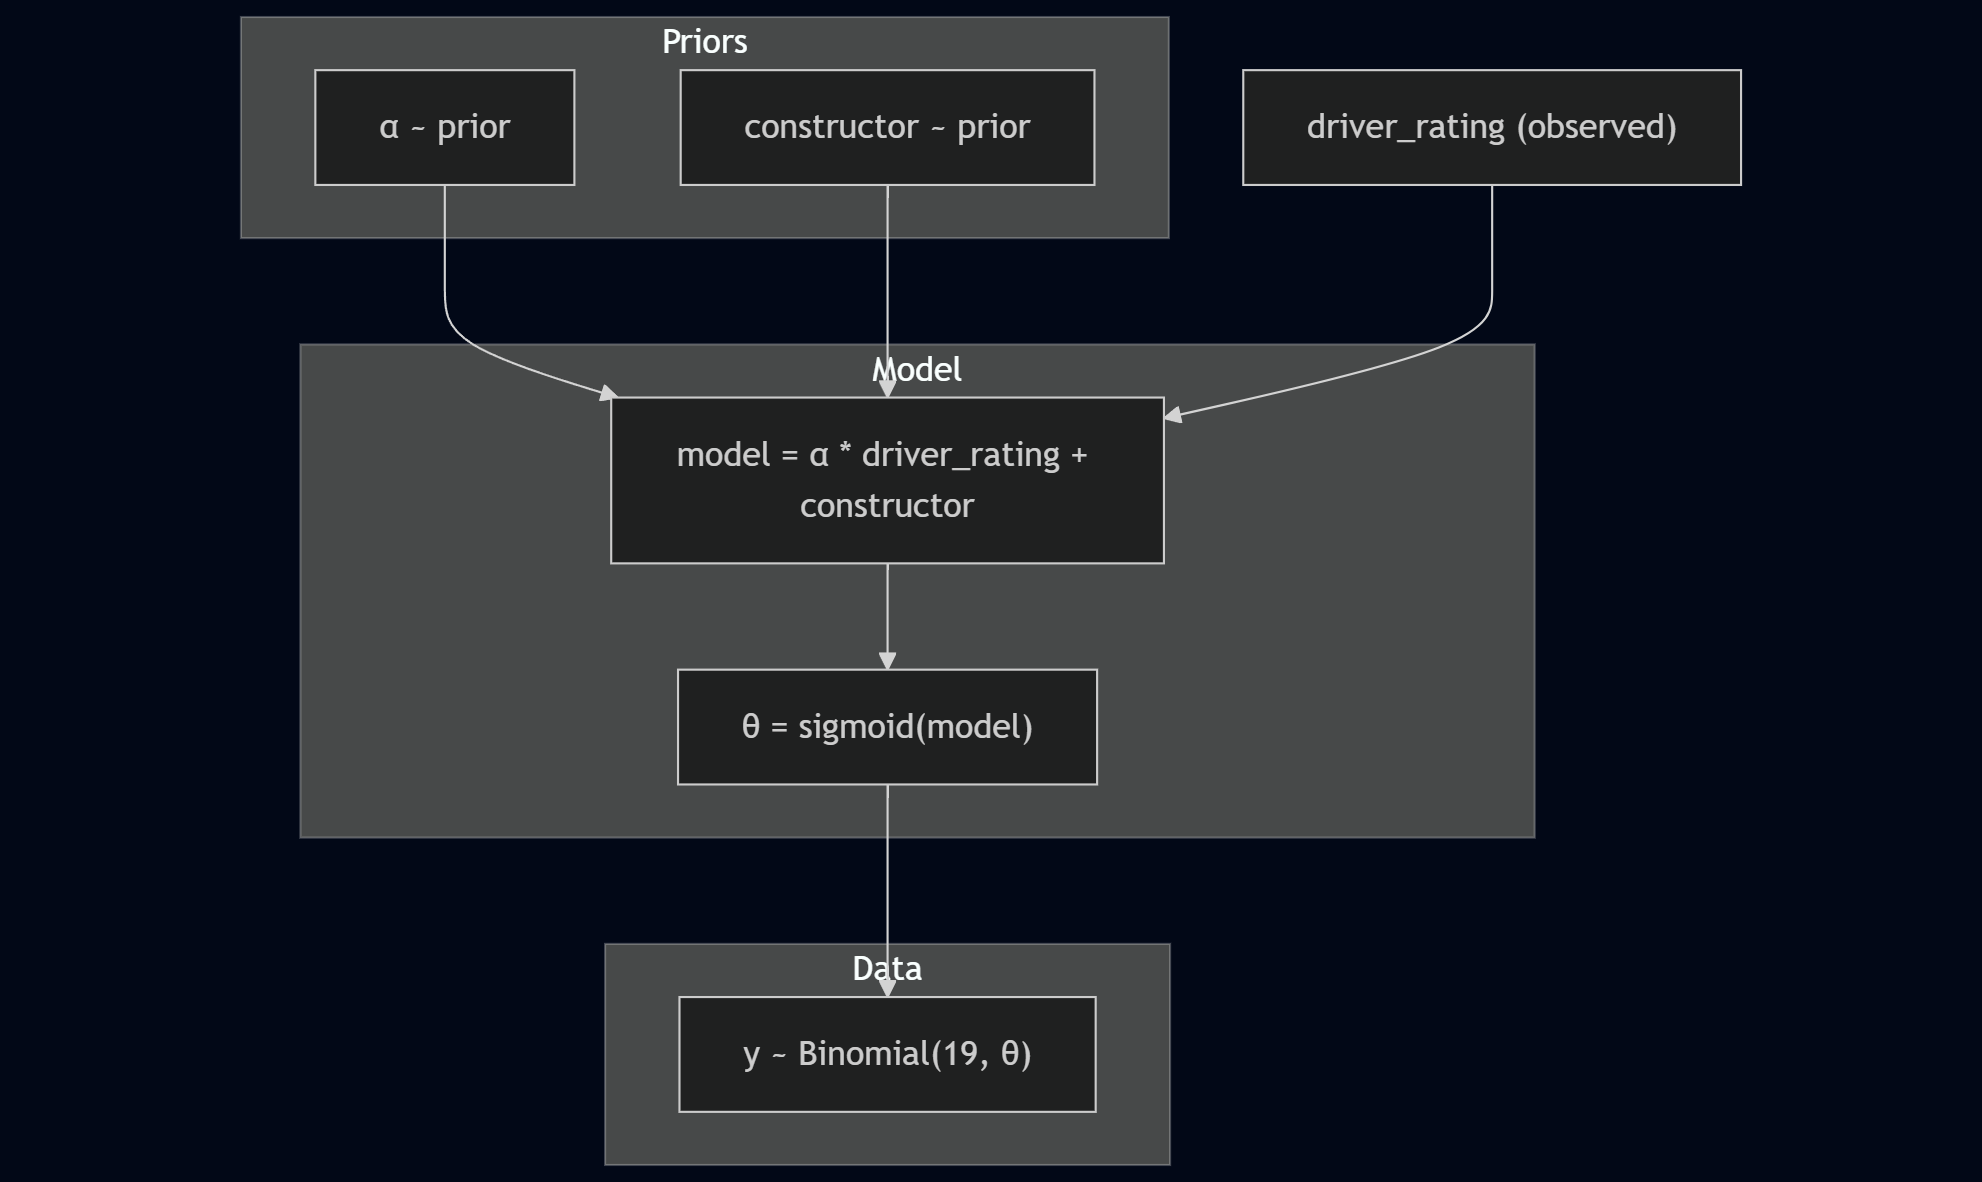 Priors
α ~ prior
constructor ~ prior
driver_rating (observed)
Model
model = α * driver_rating +
constructor
θ = sigmoid(model)
Data
y ~ Binomial(19, θ)